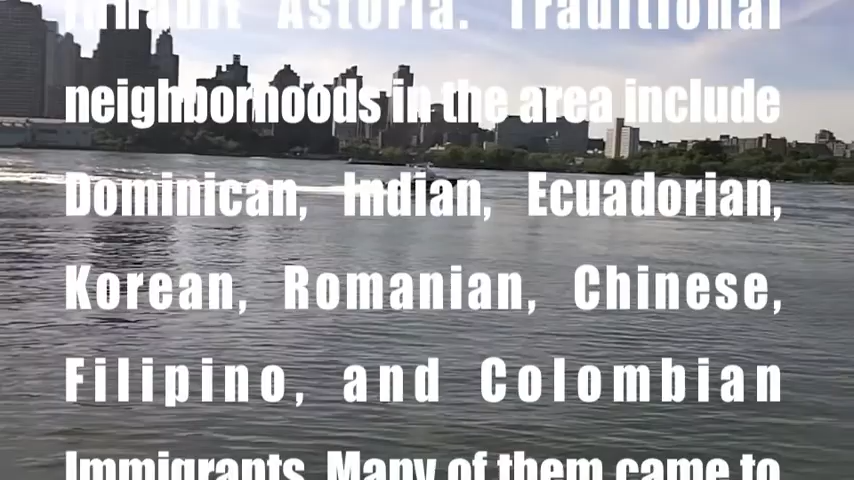 inhabit Astoria. Traditional
neighborhoods in the area include
Dominican, Indian, Ecuadorian,
Korean, Romanian, Chinese,
Filipino, and Colombian
Immigrants. Many of them came to